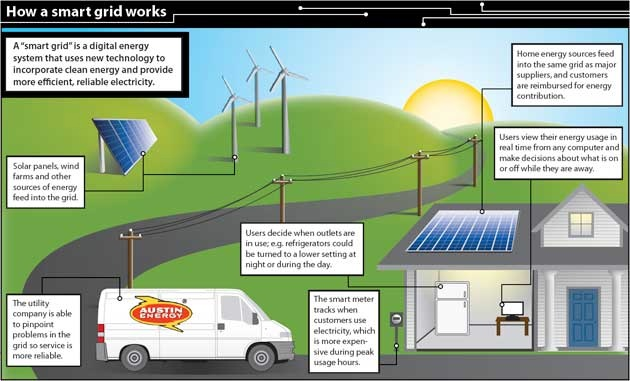 How a smart grid works
A “smart grid” is a digital energy
system that uses new technology to
incorporate clean energy and provide
more efficient, reliable electricity.
Home energy sources feed
into the same grid as major
suppliers, and customers
are reimbursed for energy
contribution.
Users view their energy usage in
real time from any computer and
make decisions about what is on
or off while they are away.
Solar panels, wind
farms and other
sources of energy
feed into the grid.
Users decide when outlets are
in use; e.g. refrigerators could
be turned to a lower setting at
night or during the day.
The utility
company is able to
pinpoint problems in the
grid so service is
more reliable.
AUSTIN
ENERGY
The smart meter
tracks when
customers use
electricity, which
is more expen-
sive during peak
usage hours.